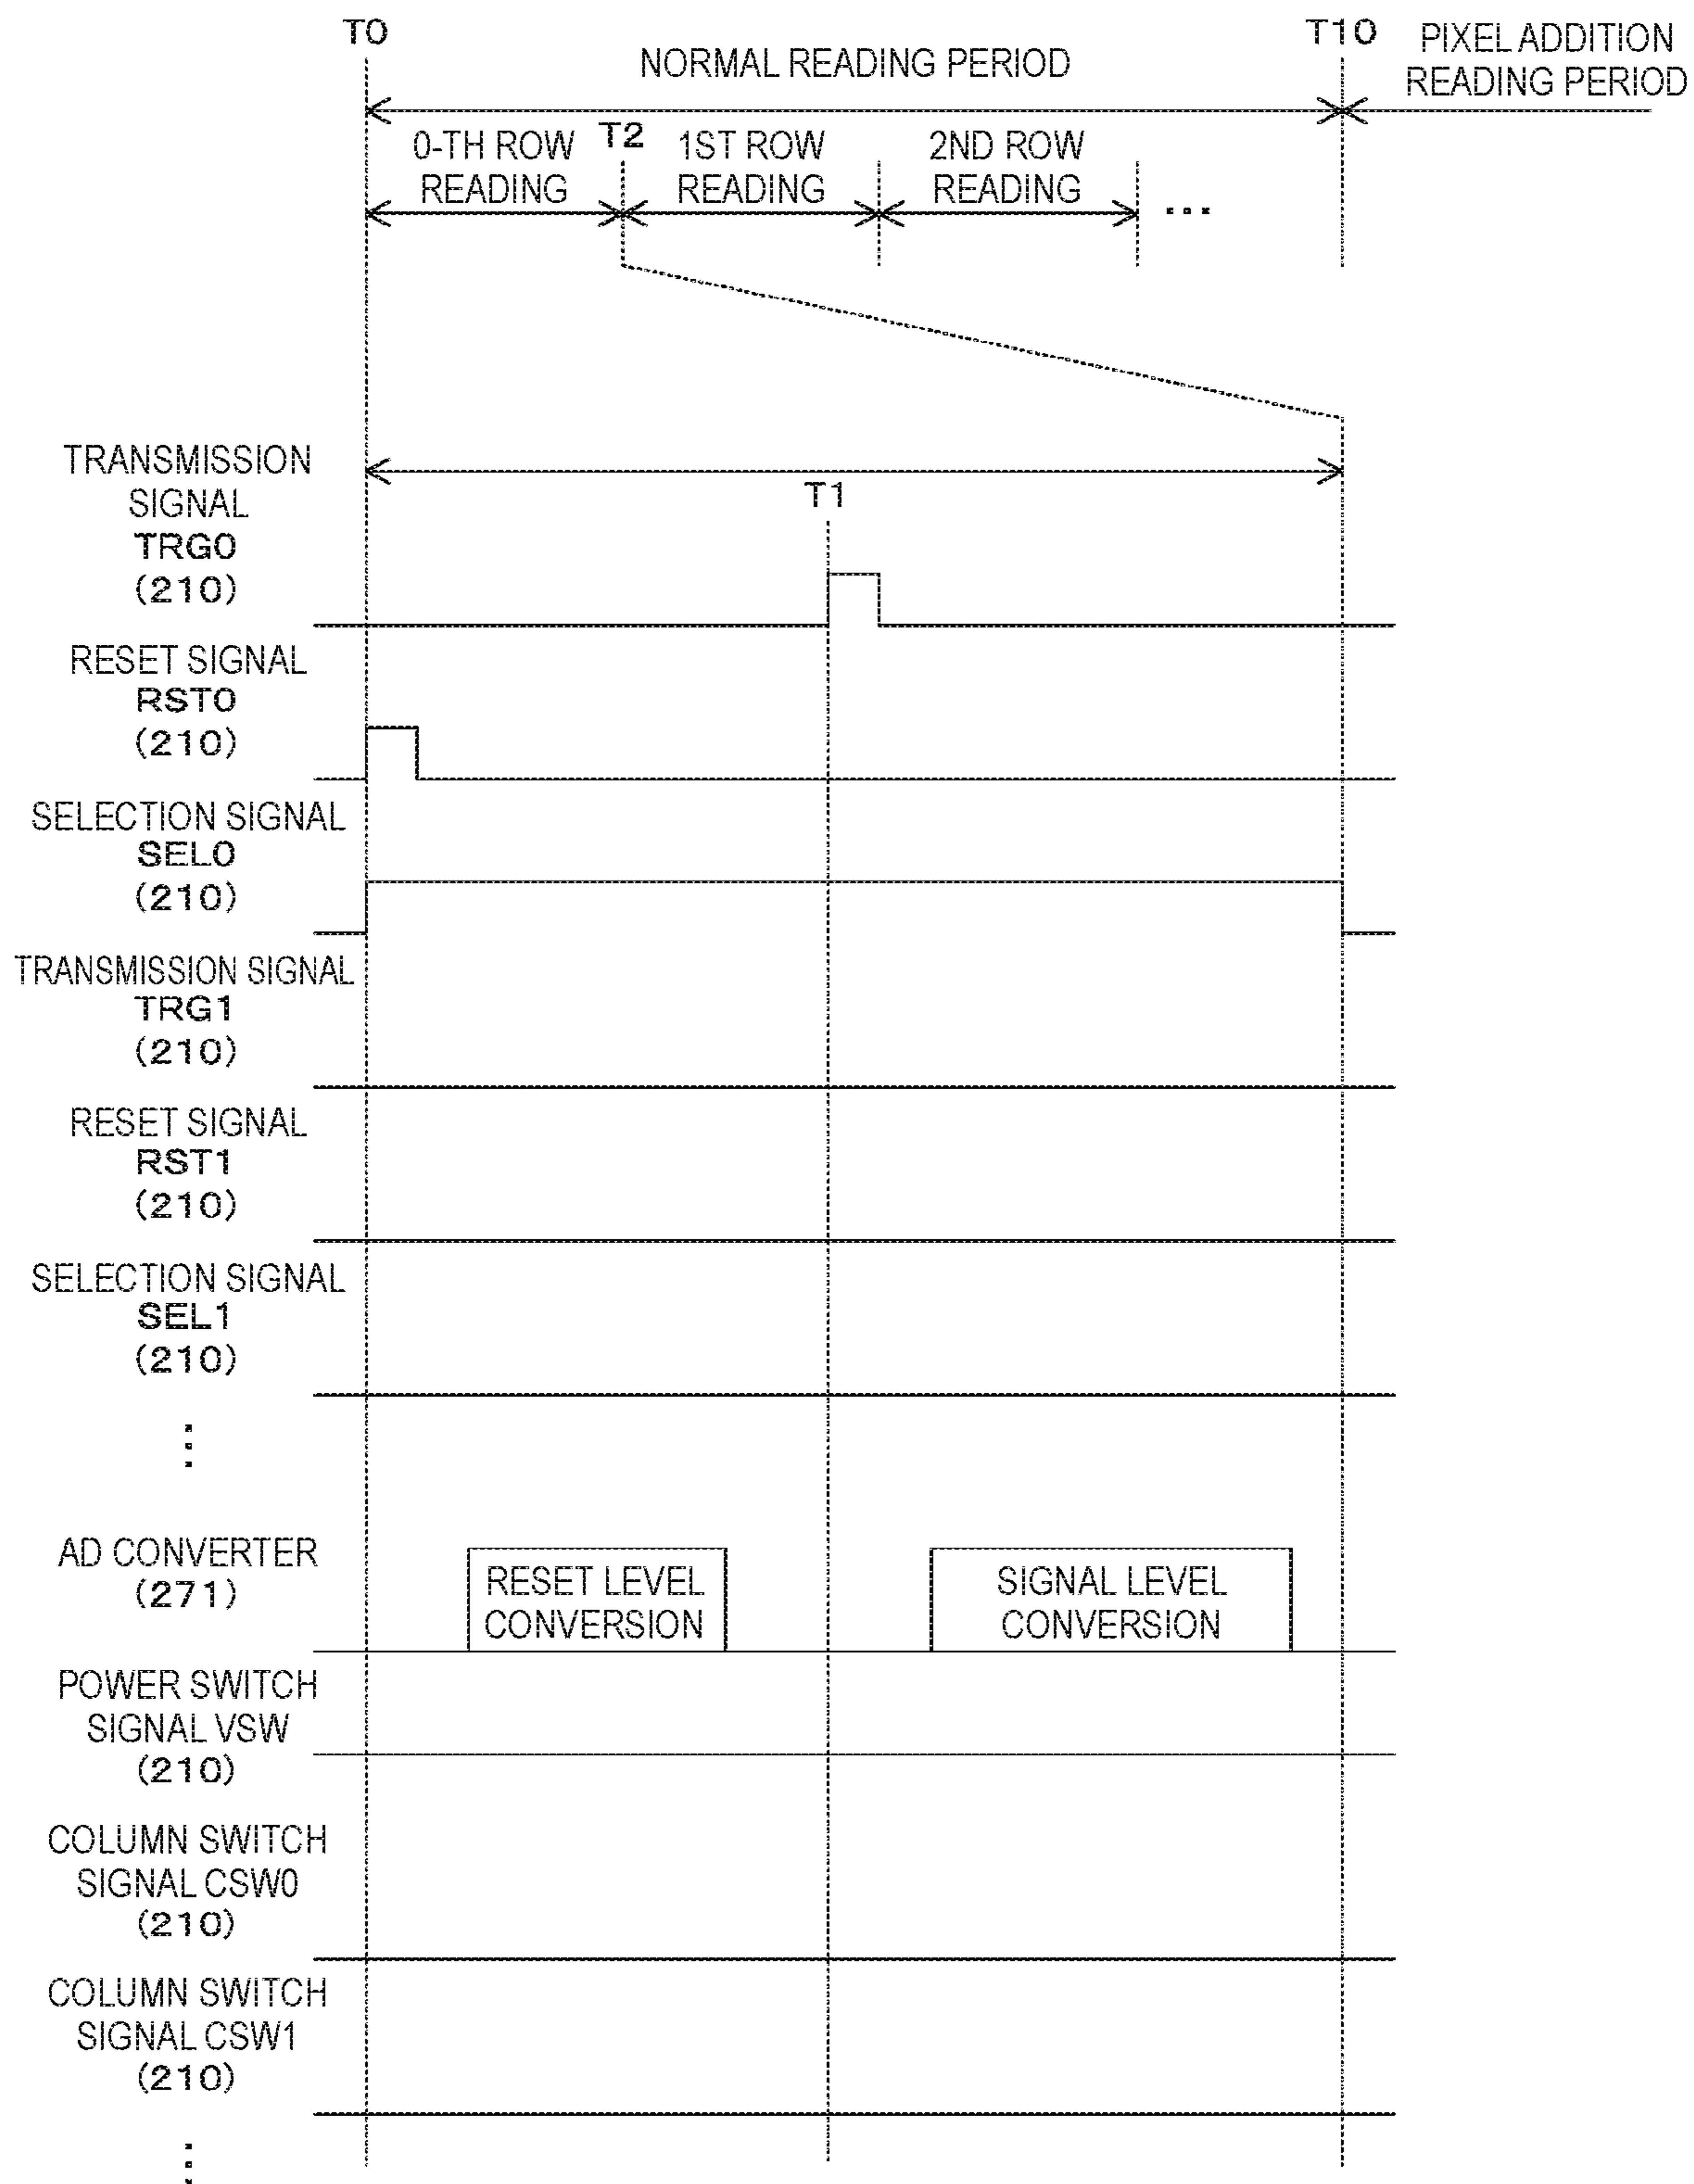 T0
T10
PIXEL ADDITION
READING PERIOD
NORMAL READING PERIOD
0-TH ROW
READING
T2
1ST ROW
READING
2ND ROW
READING
...
TRANSMISSION
SIGNAL
TRG0
(210)
T1
RESET SIGNAL
RST0
(210)
SELECTION SIGNAL
SEL0
(210)
TRANSMISSION SIGNAL
TRG1
(210)
RESET SIGNAL
RST1
(210)
SELECTION SIGNAL
SEL1
(210)
⋮
AD CONVERTER
(271)
RESET LEVEL
CONVERSION
SIGNAL LEVEL
CONVERSION
POWER SWITCH
SIGNAL VSW
(210)
COLUMN SWITCH
SIGNAL CSW0
(210)
COLUMN SWITCH
SIGNAL CSW1
(210)
⋮